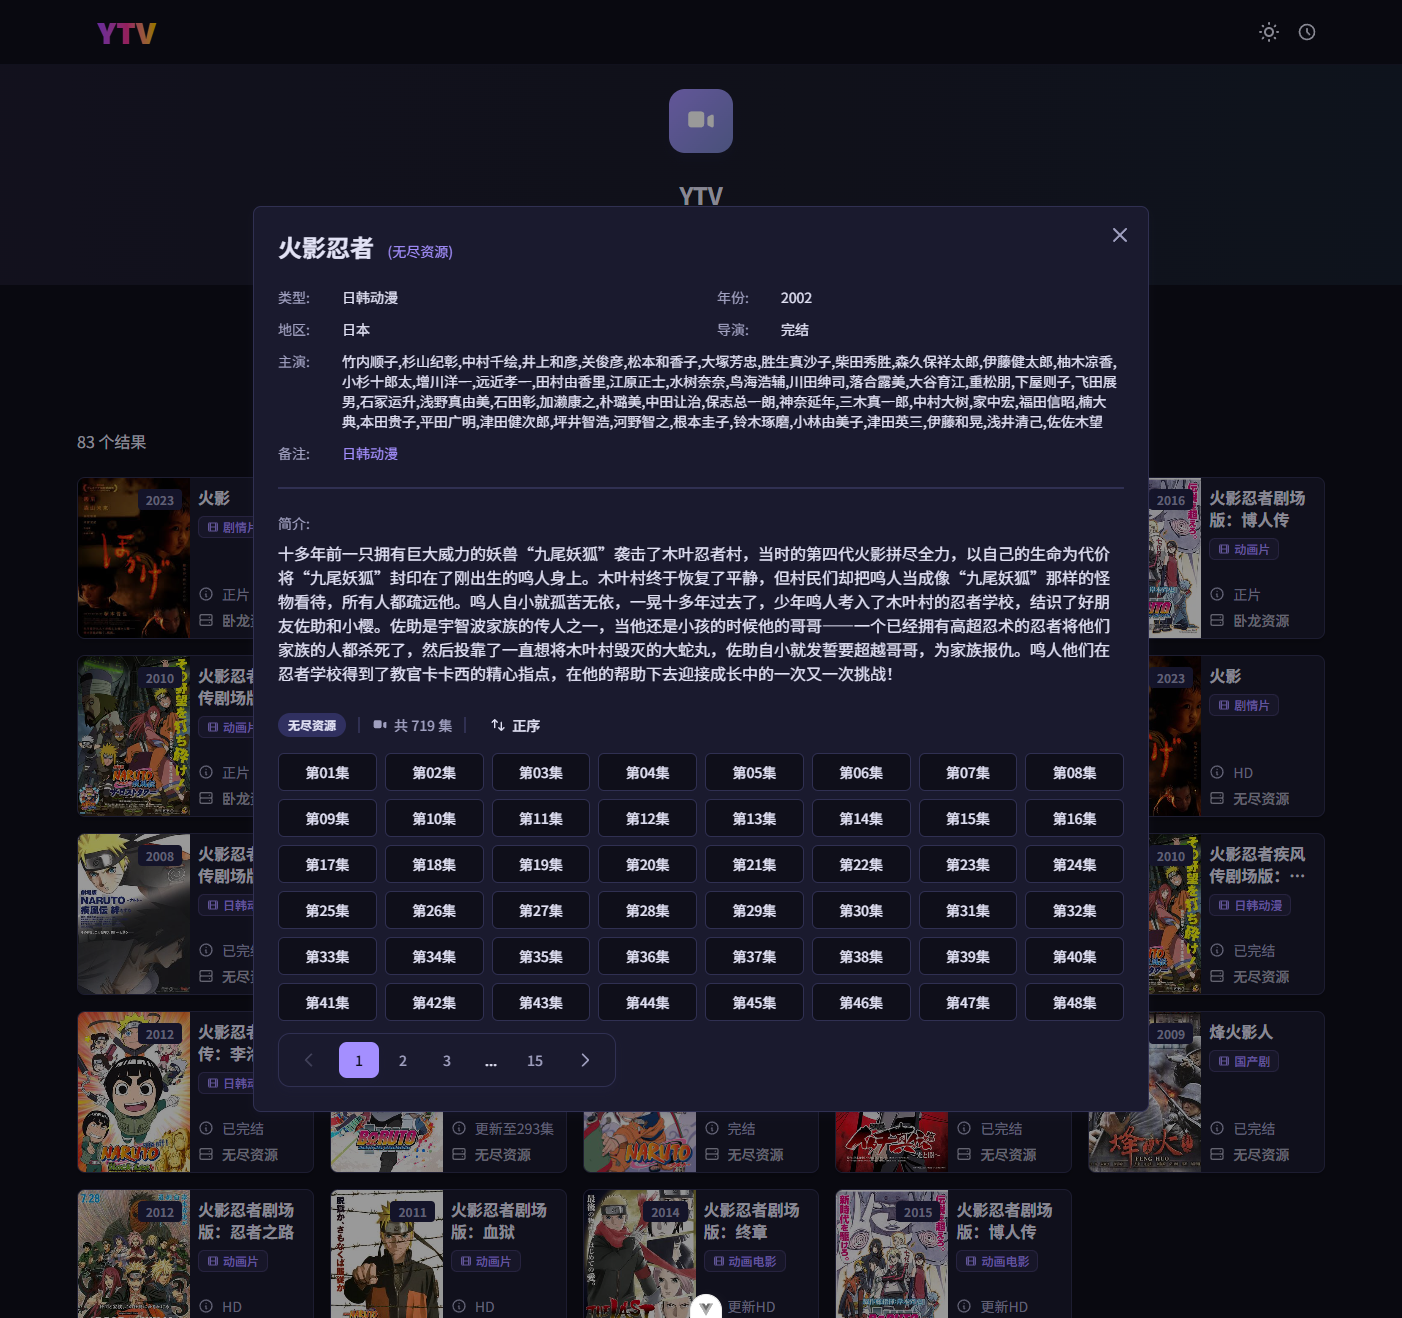 YTV
YTV
火影忍者 (无尽资源)
类型: 日韩动漫 年份: 2002
地区: 日本 导演: 完结
主演: 竹内顺子,杉山纪彰,中村千绘,井上和彦,关俊彦,松本和香子,大塚芳忠,胜生真沙子,柴田秀胜,森久保祥太郎,伊藤健太郎,柚木凉香,
小杉十郎太,增川洋一,远近孝一,田村由香里,江原正士,水树奈奈,鸟海浩辅,川田绅司,落合露美,大谷育江,重松朋,下屋则子,飞田展
男,石冢运升,浅野真由美,石田彰,加濑康之,朴璐美,中田让治,保志总一朗,神奈延年,三木真一郎,中村大树,家中宏,福田信昭,楠大
典,本田贵子,平田广明,津田健次郎,坪井智浩,河野智之,根本圭子,铃木琢磨,小林由美子,津田英三,伊藤和晃,浅井清己,佐佐木望
备注: 日韩动漫
简介:
十多年前一只拥有巨大威力的妖兽“九尾妖狐”袭击了木叶忍者村，当时的第四代火影拼尽全力，以自己的生命为代价
将“九尾妖狐”封印在了刚出生的鸣人身上。木叶村终于恢复了平静，但村民们却把鸣人当成像“九尾妖狐”那样的怪
物看待，所有人都疏远他。鸣人自小就孤苦无依，一晃十多年过去了，少年鸣人考入了木叶村的忍者学校，结识了好朋
友佐助和小樱。佐助是宇智波家族的传人之一，当他还是小孩的时候他的哥哥——一个已经拥有高超忍术的忍者将他们
家族的人都杀死了，然后投靠了一直想将木叶村毁灭的大蛇丸，佐助自小就发誓要超越哥哥，为家族报仇。鸣人他们在
忍者学校得到了教官卡卡西的精心指点，在他的帮助下去迎接成长中的一次又一次挑战！
无尽资源 共 719 集 正序
第01集 第02集 第03集 第04集 第05集 第06集 第07集 第08集
第09集 第10集 第11集 第12集 第13集 第14集 第15集 第16集
第17集 第18集 第19集 第20集 第21集 第22集 第23集 第24集
第25集 第26集 第27集 第28集 第29集 第30集 第31集 第32集
第33集 第34集 第35集 第36集 第37集 第38集 第39集 第40集
第41集 第42集 第43集 第44集 第45集 第46集 第47集 第48集
1 2 3 ... 15
83 个结果
2023 火影
剧情片
正片
卧龙
2016 火影忍者剧场
版：博人传
动画片
正片
卧龙资源
2010 火影忍者
传剧场版
动画片
正片
卧龙
2023 火影
剧情片
HD
无尽资源
2008 火影忍者
传剧场版
日韩
已完结
无尽
NARUTO
2010 火影忍者疾风
传剧场版：…
日韩动漫
已完结
无尽资源
2012 火影忍者
传：李洛
日韩
已完结
无尽资源
更新至293集
无尽资源
BORUTO
完结
无尽资源
NARUTO
已完结
无尽资源
2009 烽火影人
国产剧
已完结
无尽资源
FENG HUO
7.28
2012 火影忍者剧场
版：忍者之路
动画片
HD
2011 火影忍者剧场
版：血狱
动画片
HD
2014 火影忍者剧场
版：终章
动画电影
更新HD
THE LAST
2015 火影忍者剧场
版：博人传
动画电影
更新HD